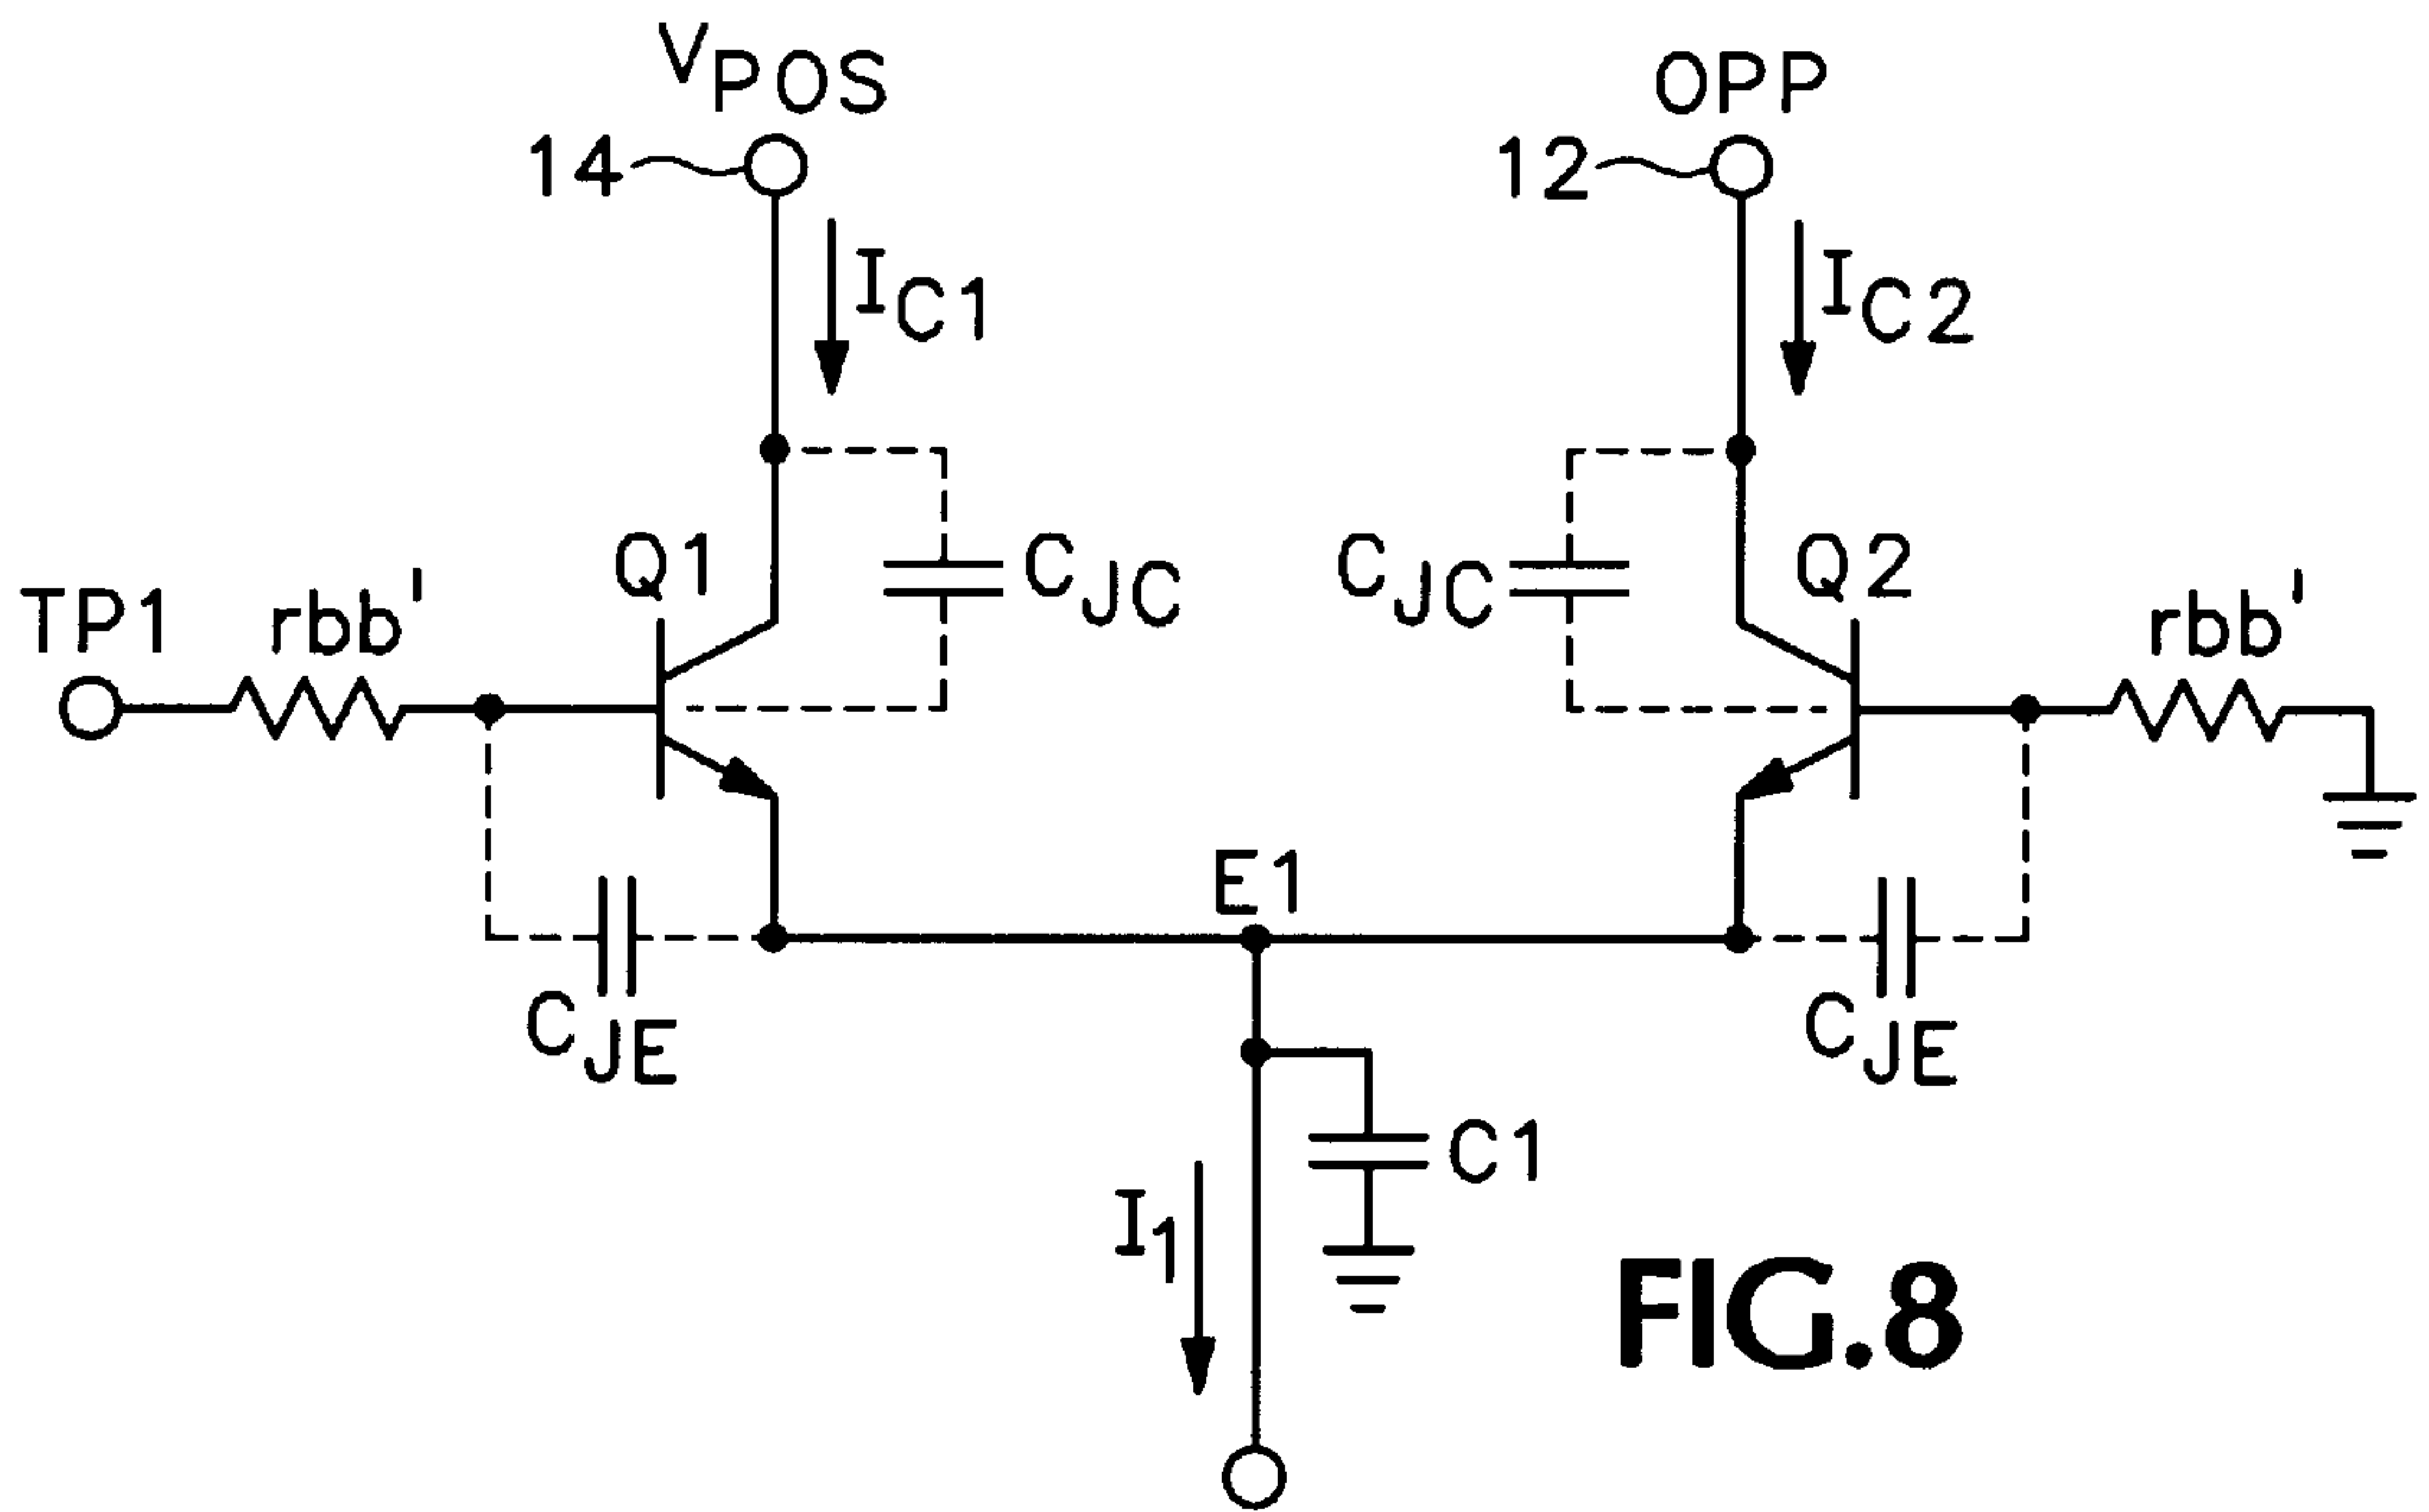 VPOS
OPP
14
12
IC1
IC2
Q1
CJC
CJC
Q2
TP1
rbb'
rbb'
E1
CJE
CJE
C1
I1
FIG.8